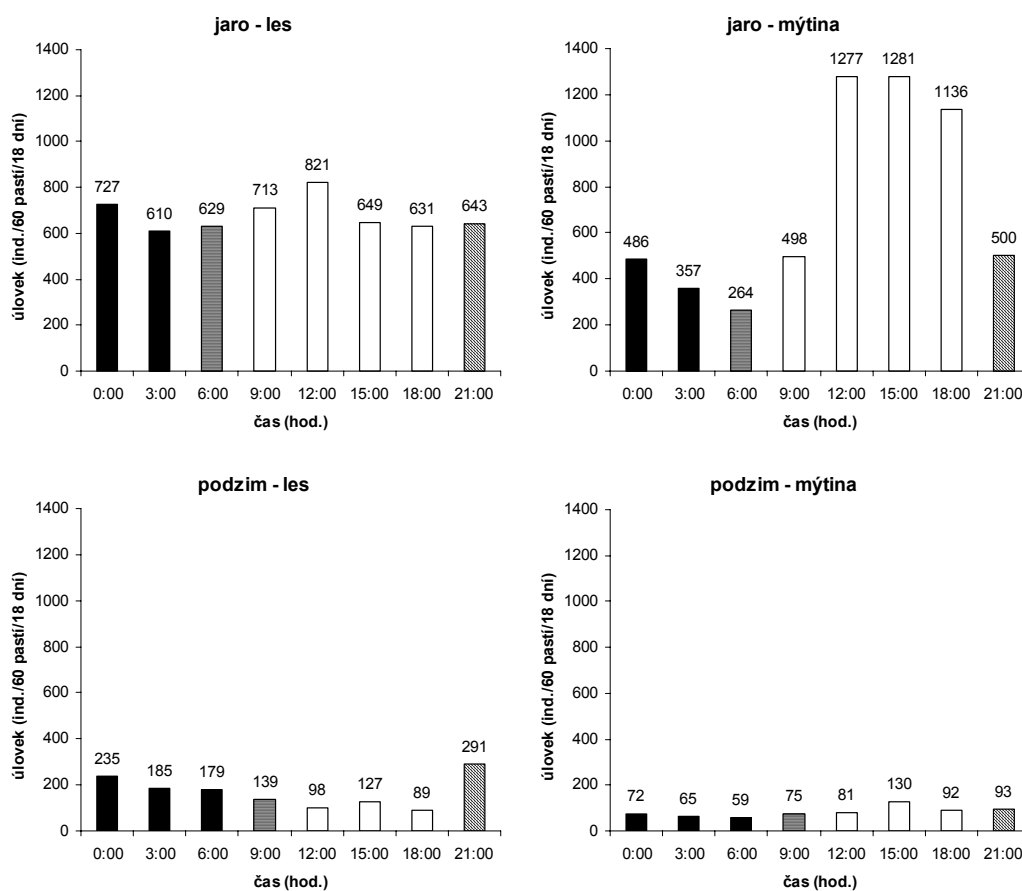 jaro - les
1400
1200
1000
800
600
400
200
0
úlovek (ind./60 pastí/18 dní)
727 610 629 713 821 649 631 643
0:00 3:00 6:00 9:00 12:00 15:00 18:00 21:00
čas (hod.)
jaro - mýtina
1400
1200
1000
800
600
400
200
0
úlovek (ind./60 pastí/18 dní)
486 357 264 498 1277 1281 1136 500
0:00 3:00 6:00 9:00 12:00 15:00 18:00 21:00
čas (hod.)
podzim - les
1400
1200
1000
800
600
400
200
0
úlovek (ind./60 pastí/18 dní)
235 185 179 139 98 127 89 291
0:00 3:00 6:00 9:00 12:00 15:00 18:00 21:00
čas (hod.)
podzim - mýtina
1400
1200
1000
800
600
400
200
0
úlovek (ind./60 pastí/18 dní)
72 65 59 75 81 130 92 93
0:00 3:00 6:00 9:00 12:00 15:00 18:00 21:00
čas (hod.)